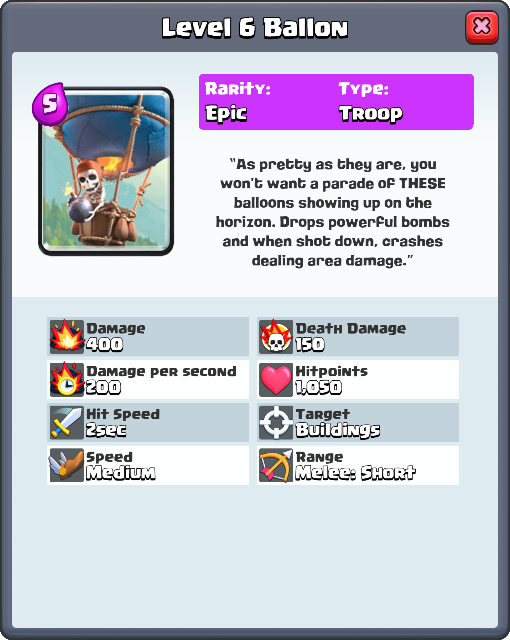 Level 6 Ballon
5
Rarity: Type:
Epic Troop
"As pretty as they are, you
won't want a parade of THESE
balloons showing up on the
horizon. Drops powerful bombs
and when shot down, crashes
dealing area damage."
Damage Death Damage
400 150
Damage per second Hitpoints
200 1,050
Hit Speed Target
2sec Buildings
Speed Range
Medium Melee: Short